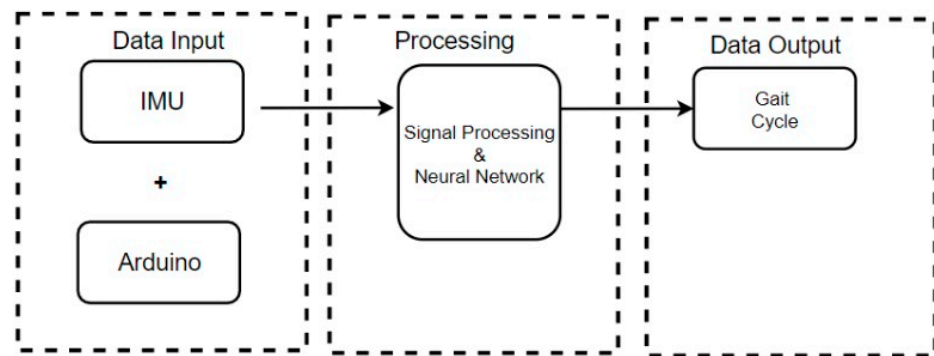 Data Input
IMU
+
Arduino
Processing
Signal Processing
&
Neural Network
Data Output
Gait
Cycle